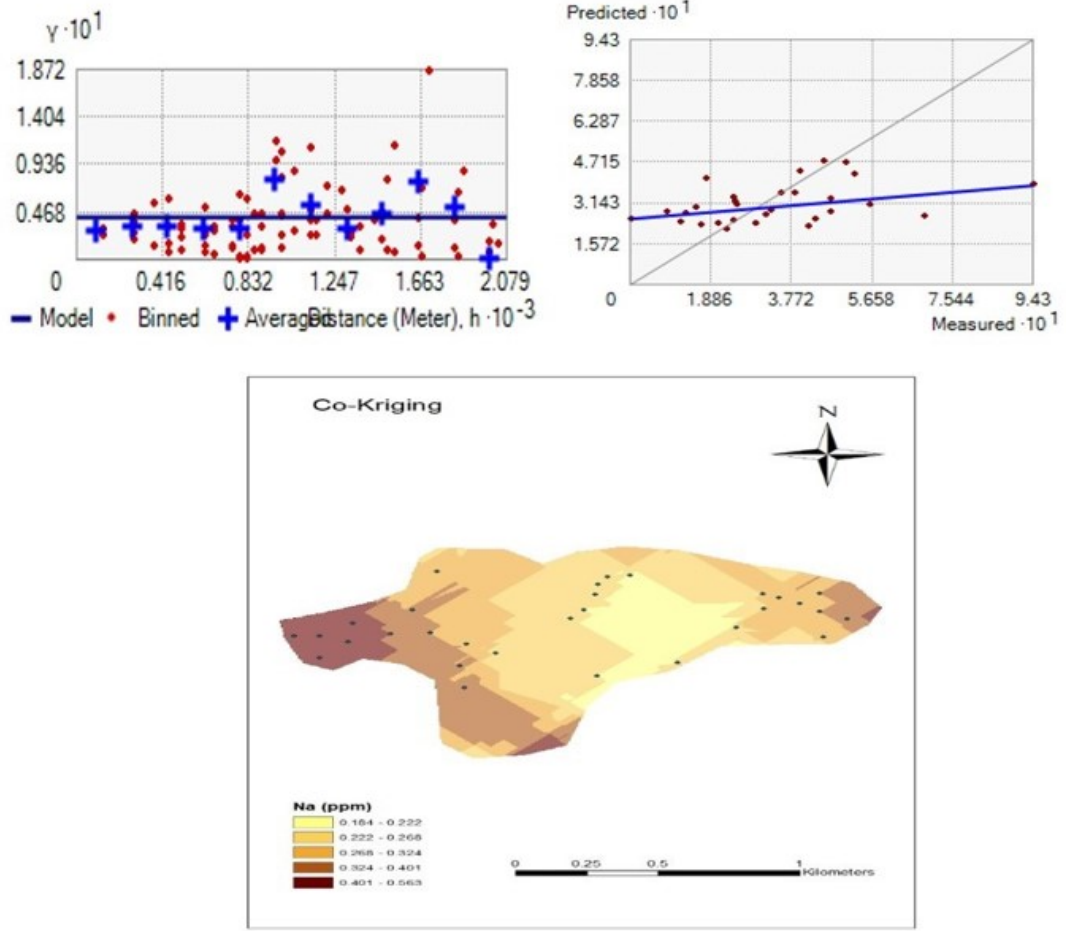 γ·10¹
1.872
1.404
0.936
0.468
0 0.416 0.832 1.247 1.663 2.079
Model Binned Averaged Distance (Meter), h·10⁻³
Predicted·10¹
9.43
7.858
6.287
4.715
3.143
1.572
0 1.886 3.772 5.658 7.544 9.43
Measured·10¹
Co-Kriging
N
Na (ppm)
0.184 - 0.222
0.222 - 0.268
0.268 - 0.324
0.324 - 0.401
0.401 - 0.563
0 0.25 0.5 1
Kilometers